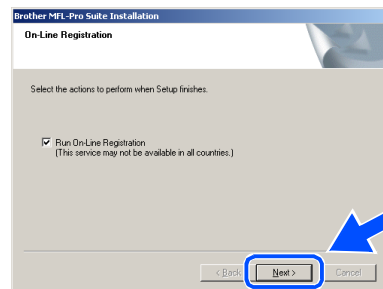 Brother MFL-Pro Suite Installation
On-Line Registration
Select the actions to perform when Setup finishes.
Run On-Line Registration
(This service may not be available in all countries.)
< Back Next > Cancel